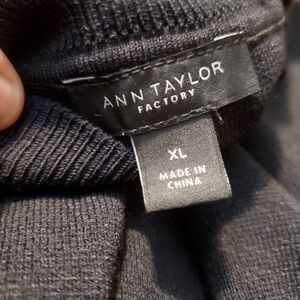 ANN TAYLOR
FACTORY
XL
MADE IN
CHINA